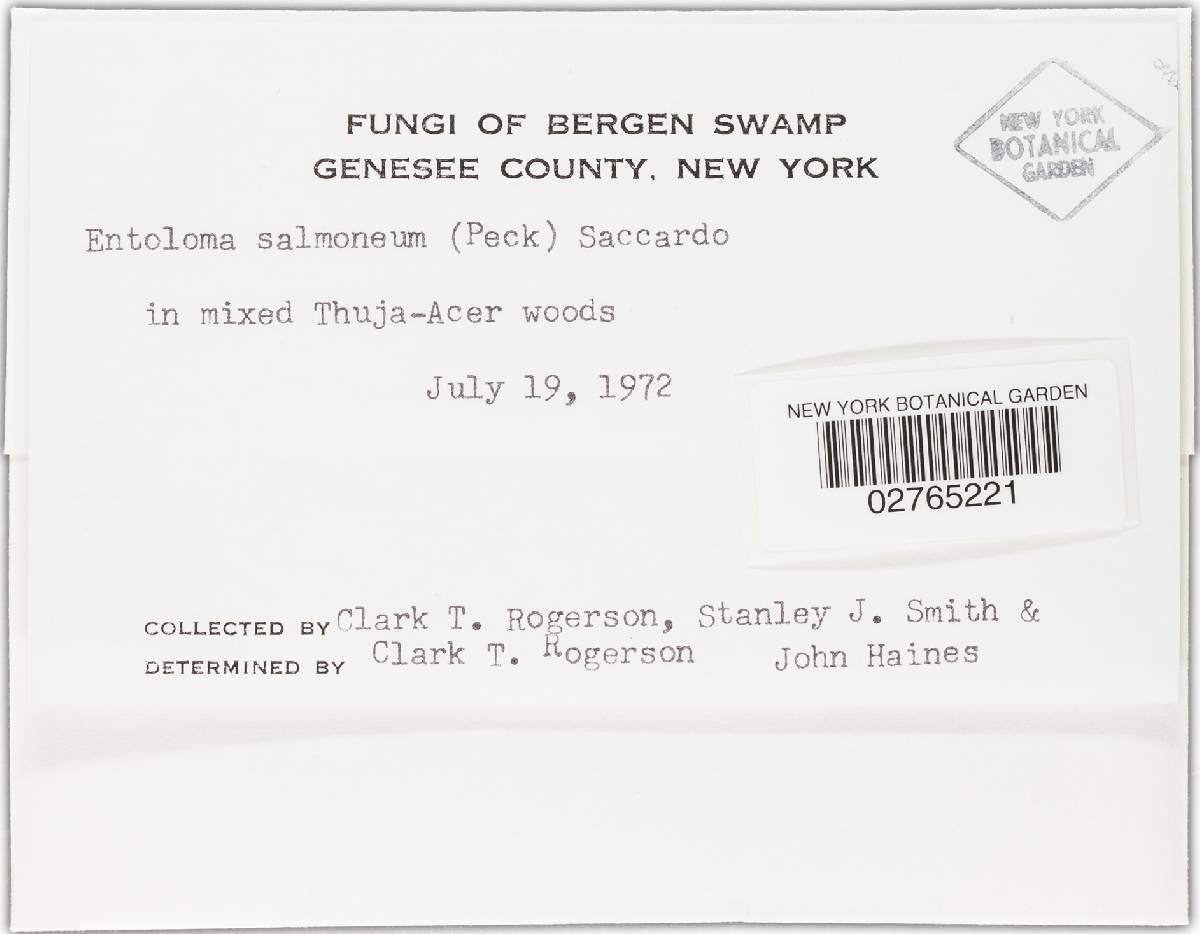 FUNGI OF BERGEN SWAMP
GENESEE COUNTY, NEW YORK
NEW YORK
BOTANICAL
GARDEN
Entoloma salmoneum (Peck) Saccardo
in mixed Thuja-Acer woods
July 19, 1972
NEW YORK BOTANICAL GARDEN
02765221
COLLECTED BY Clark T. Rogerson, Stanley J. Smith &
John Haines
DETERMINED BY Clark T. Rogerson